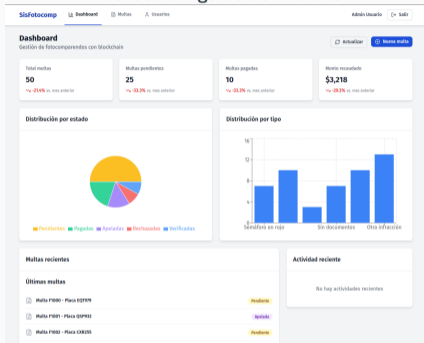 SisFotocomp
Dashboard
Multas
Usuarios
Admin Usuario
Salir
Dashboard
Gestión de fotocomparendos con blockchain
Actualizar
Nueva multa
Total multas
50
-21.4% vs. mes anterior
Multas pendientes
25
-33.3% vs. mes anterior
Multas pagadas
10
-33.3% vs. mes anterior
Monto recaudado
$3,218
-20.3% vs. mes anterior
Distribución por estado
Pendientes Pagadas Apeladas Rechazadas Verificadas
Distribución por tipo
16
12
8
4
0
Semáforo en rojo
Sin documentos
Otra infracción
Multas recientes
Últimas multas
Multa F1000 - Placa
Pendiente
Multa F1001 - Placa
Apelada
Multa F1002 - Placa CXR255
Pendiente
Actividad reciente
No hay actividades recientes